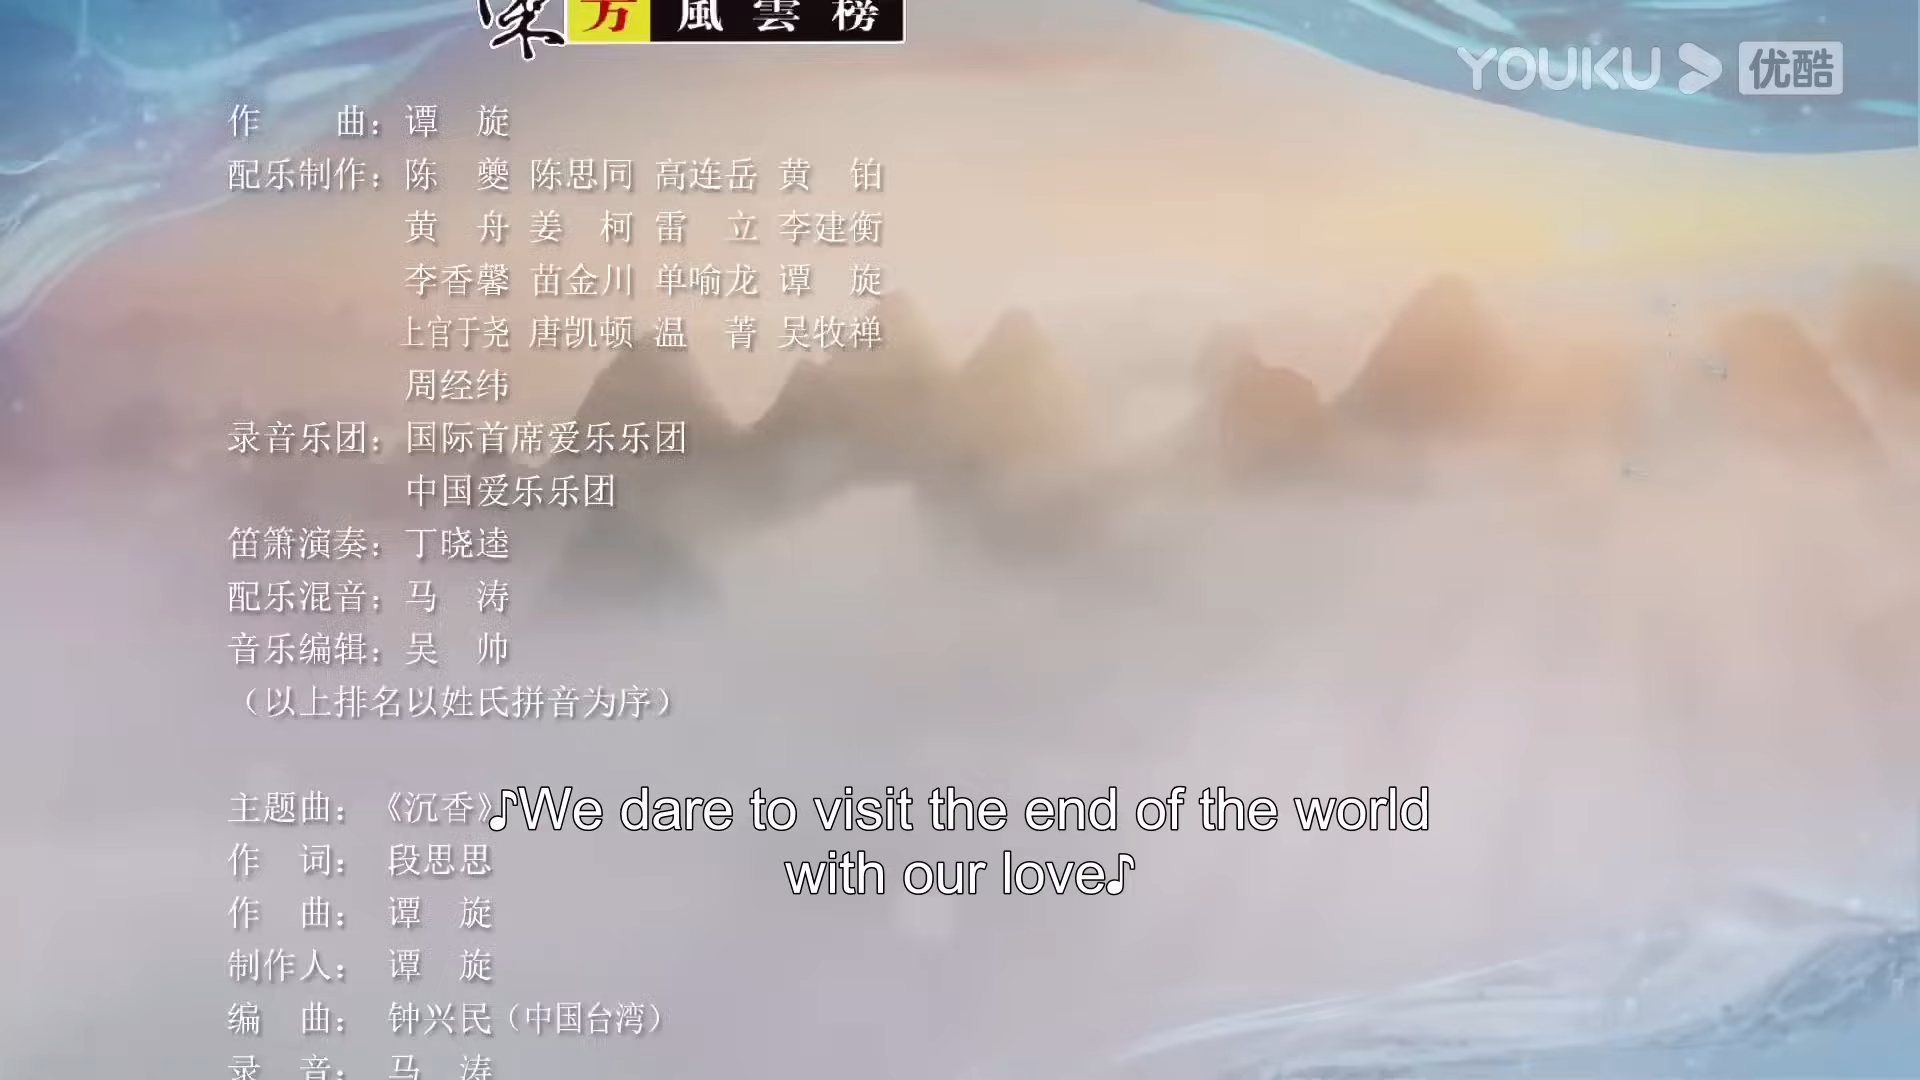 方風雲榜
YOUKU 优酷
作 曲：谭 旋
配乐制作：陈 夔 陈思同 高连岳 黄 铂
黄 舟 姜 柯 雷 立 李建衡
李香馨 苗金川 单喻龙 谭 旋
上官于尧 唐凯顿 温 菁 吴牧禅
周经纬
录音乐团：国际首席爱乐乐团
中国爱乐乐团
笛箫演奏：丁晓逵
配乐混音：马 涛
音乐编辑：吴 帅
（以上排名以姓氏拼音为序）
主题曲：《沉香》
♪We dare to visit the end of the world
with our love♪
作 词：段思思
作 曲：谭 旋
制作人：谭 旋
编 曲：钟兴民（中国台湾）
录 音：马 涛